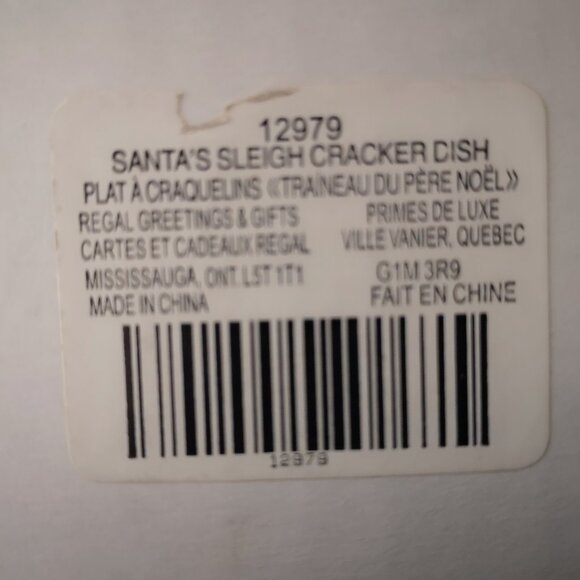 12979
SANTA'S SLEIGH CRACKER DISH
PLAT À CRAQUELINS «TRAÎNEAU DU PÈRE NOËL»
REGAL GREETINGS & GIFTS PRIMES DE LUXE
CARTES ET CADEAUX REGAL VILLE VANIER, QUEBEC
MISSISSAUGA, ONT. L5T 1T1 G1M 3R9
MADE IN CHINA FAIT EN CHINE
12979